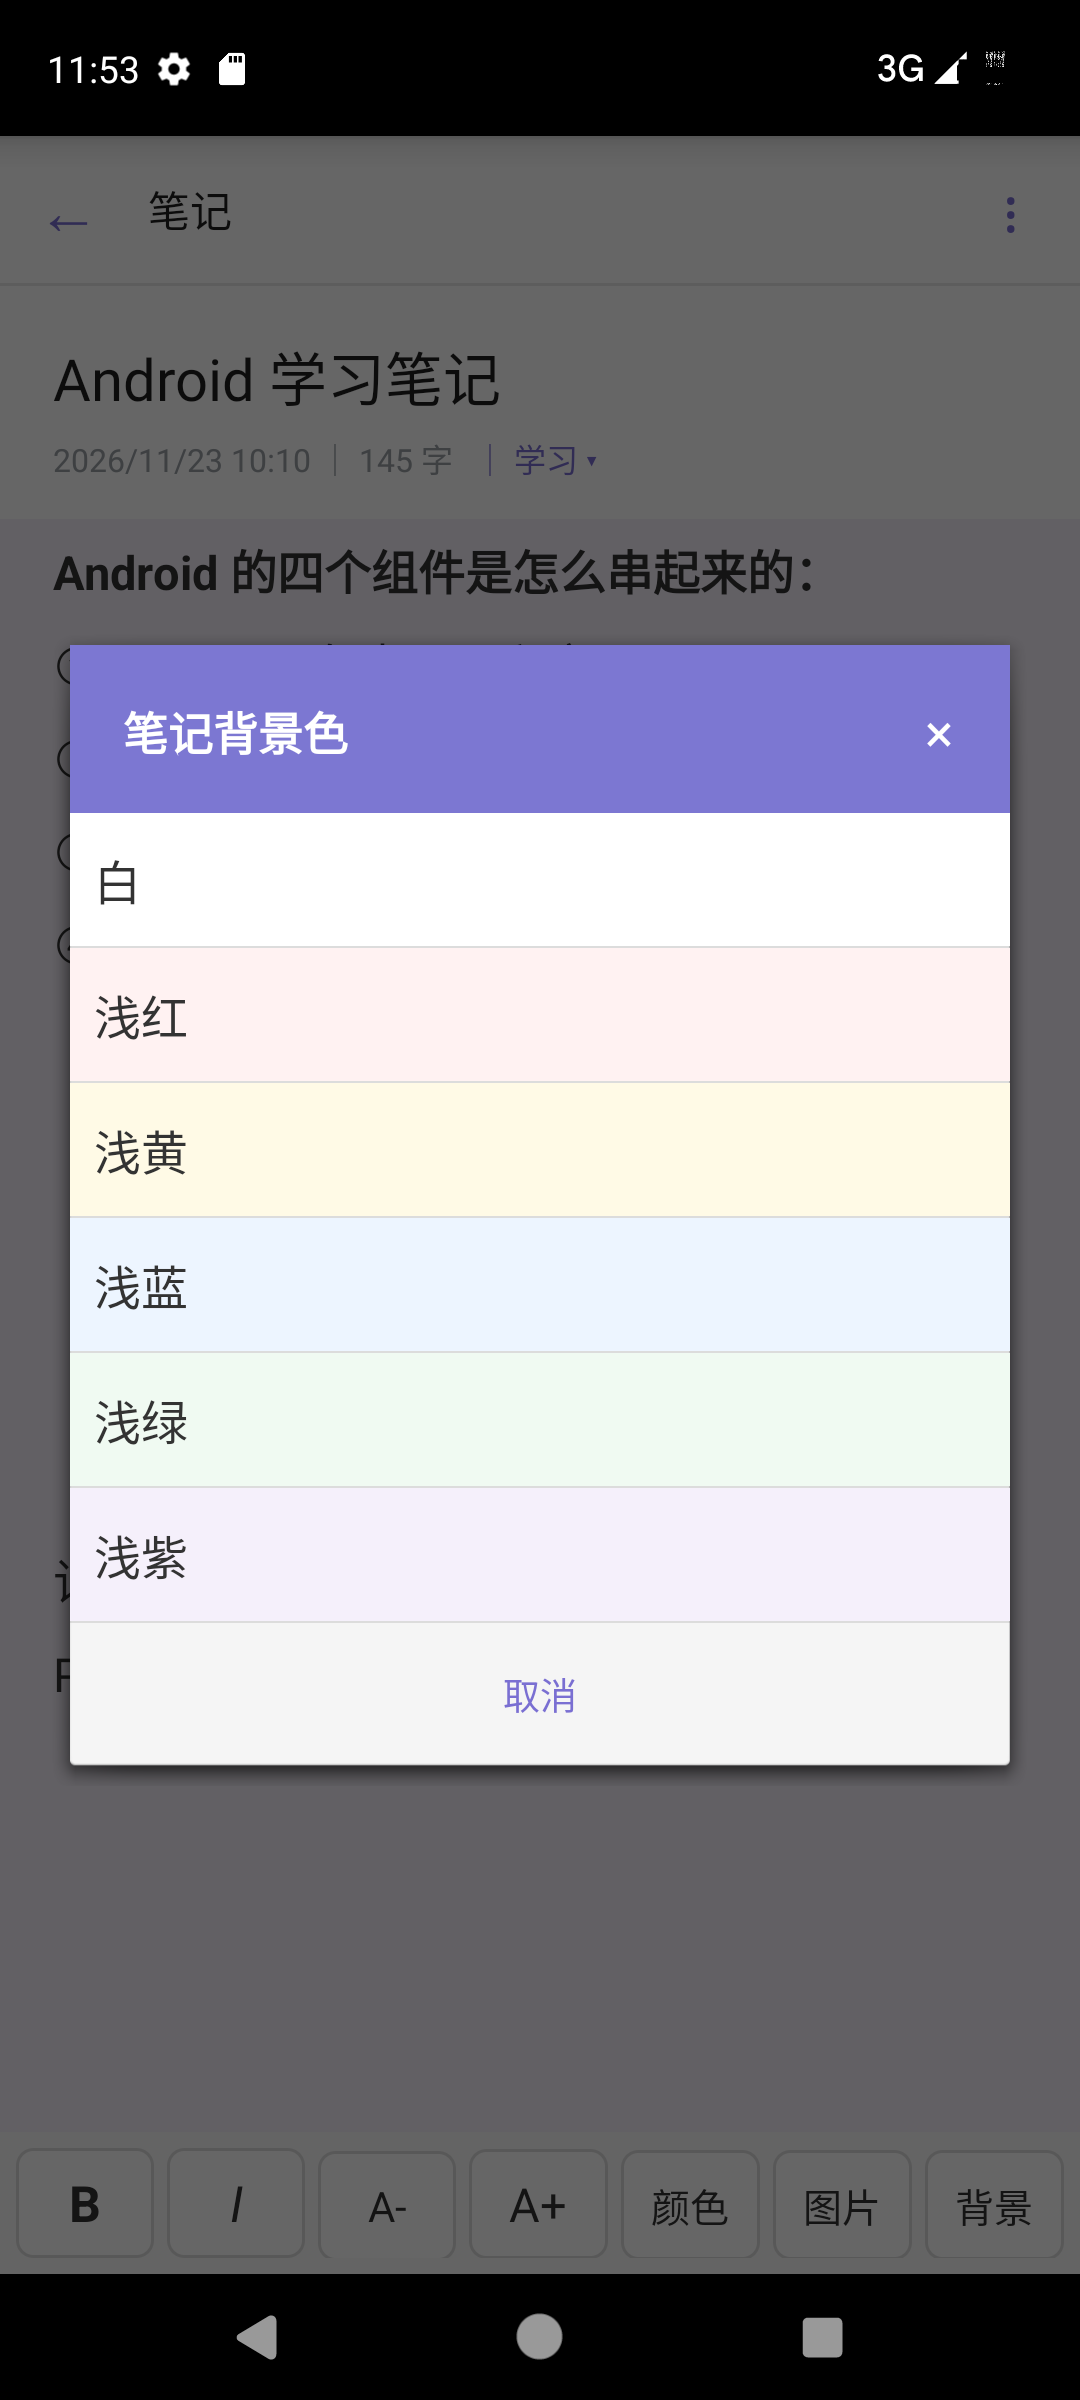 11:53
3G
← 笔记
Android 学习笔记
2026/11/23 10:10 | 145 字 | 学习 ▾
Android 的四个组件是怎么串起来的：
笔记背景色 ×
白
浅红
浅黄
浅蓝
浅绿
浅紫
取消
B I A- A+ 颜色 图片 背景